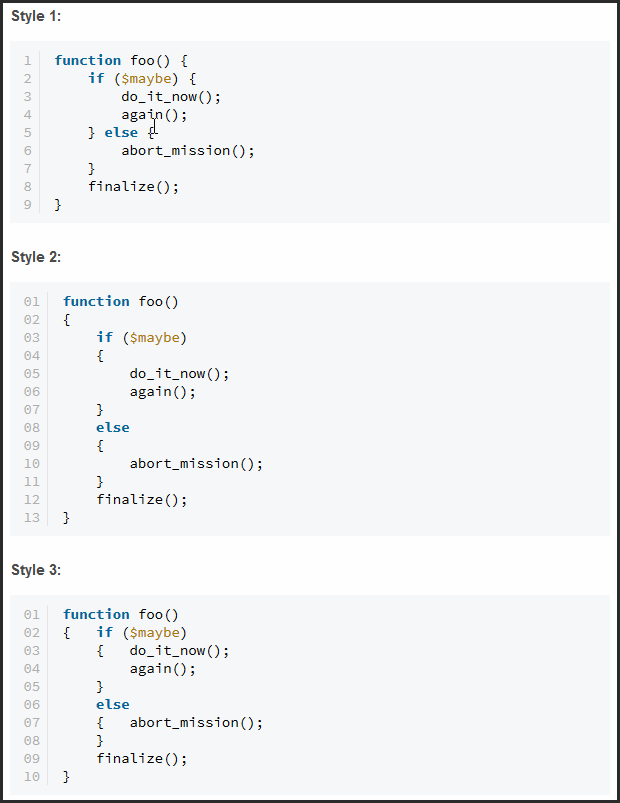 Style 1:
1 function foo() {
2     if ($maybe) {
3         do_it_now();
4         again();
5     } else {
6         abort_mission();
7     }
8     finalize();
9 }
Style 2:
01 function foo()
02 {
03     if ($maybe)
04     {
05         do_it_now();
06         again();
07     }
08     else
09     {
10         abort_mission();
11     }
12     finalize();
13 }
Style 3:
01 function foo()
02 {   if ($maybe)
03     {   do_it_now();
04         again();
05     }
06     else
07     {   abort_mission();
08     }
09     finalize();
10 }